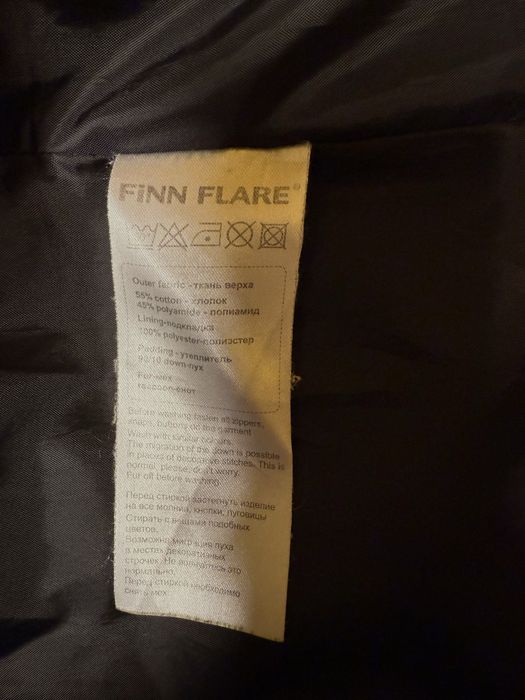 FiNN FLARE®
Outer fabric - ткань верха
55% cotton - хлопок
45% polyamide - полиамид
Lining-подкладка
100% polyester-полиэстер
Padding - утеплитель
90/10 down-пух
Fur-мех
raccoon-енот
Before washing fasten all zippers,
snaps, buttons on the garment
Wash with similar colours.
The migration of the down is possible
in places of decorative stitches. This is
normal, please, don't worry.
Fur off before washing.
Перед стиркой застегнуть изделие
на все молнии, кнопки, пуговицы
Стирать с вещами подобных
цветов.
Возможна миграция пуха
в местах декоративных
строчек. Не волнуйтесь это
нормально.
Перед стиркой необходимо
снять мех